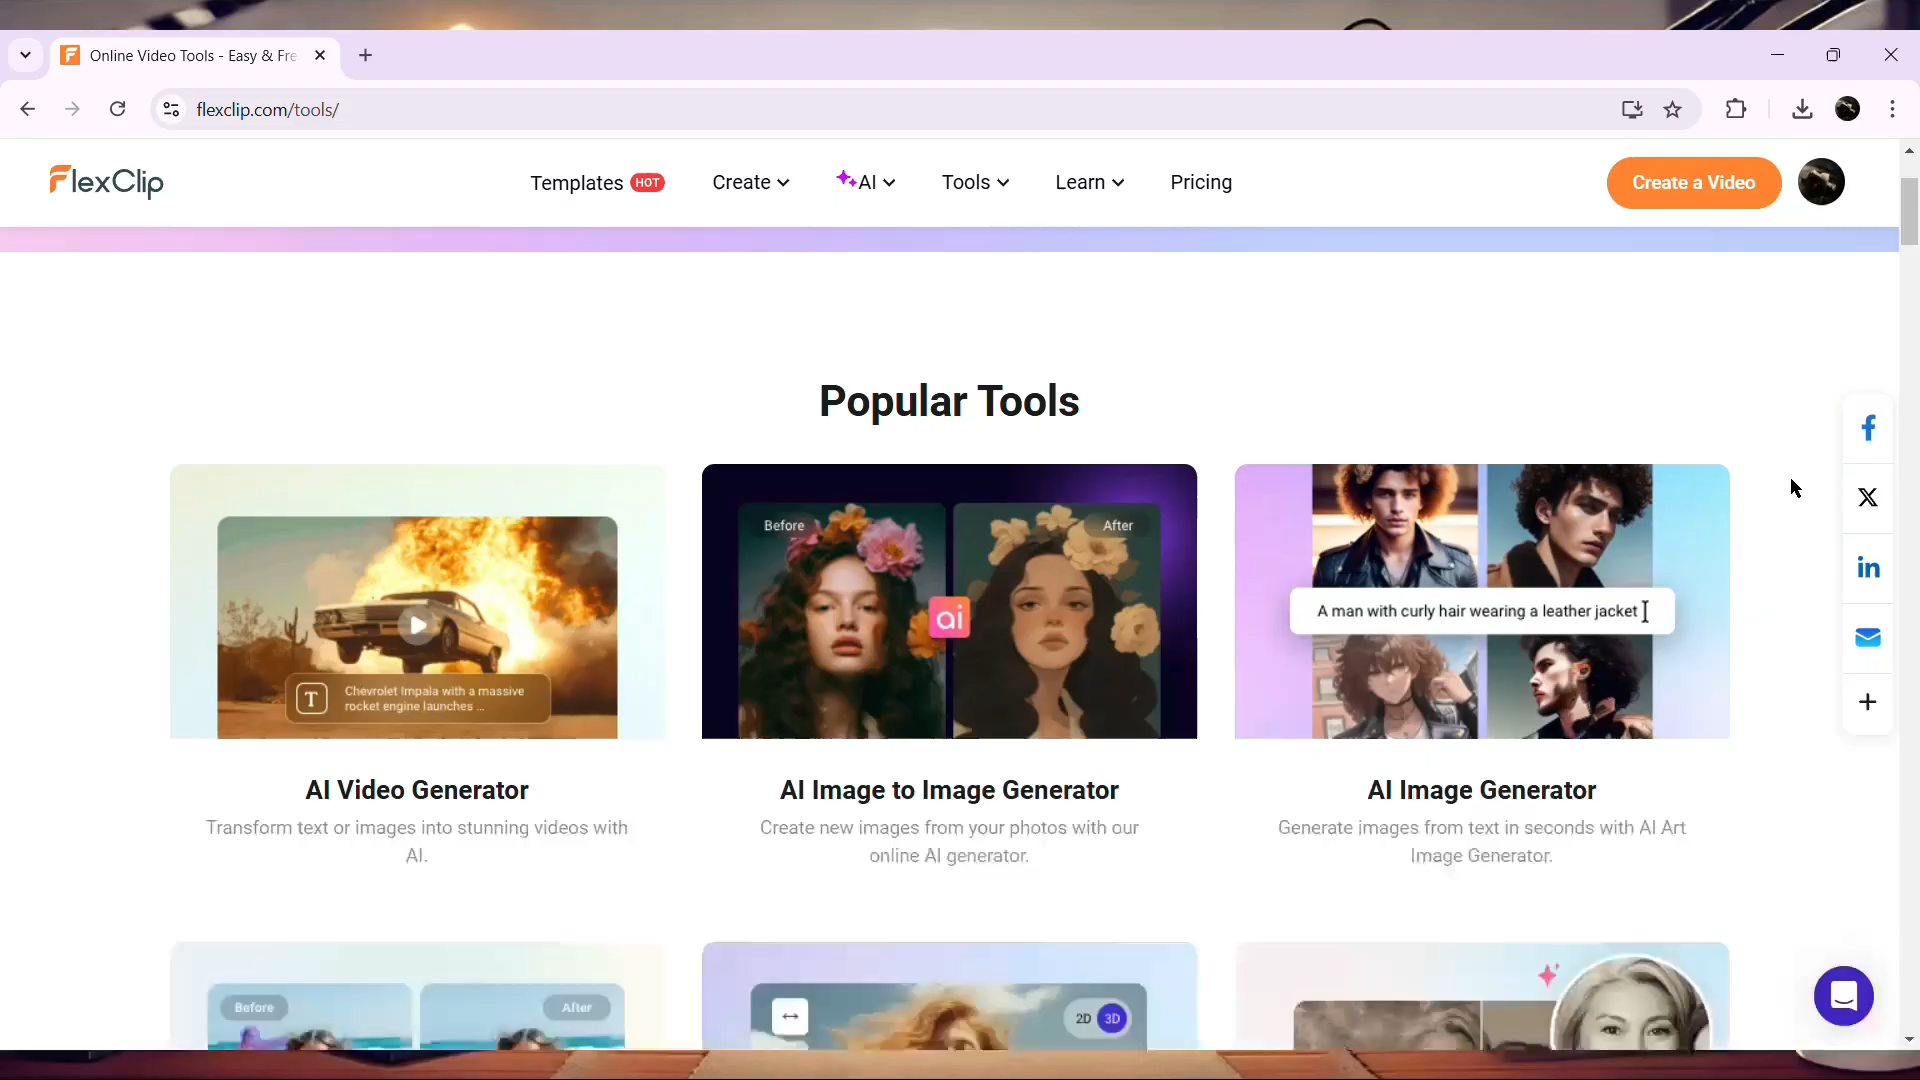 Online Video Tools - Easy & Fre
flexclip.com/tools/
FlexClip
Templates HOT
Create
AI
Tools
Learn
Pricing
Create a Video
Popular Tools
T
Chevrolet Impala with a massive
rocket engine launches ...
Before
After
ai
A man with curly hair wearing a leather jacket
AI Video Generator
Transform text or images into stunning videos with
AI.
AI Image to Image Generator
Create new images from your photos with our
online AI generator.
AI Image Generator
Generate images from text in seconds with AI Art
Image Generator.
Before
After
2D 3D
f
X
in